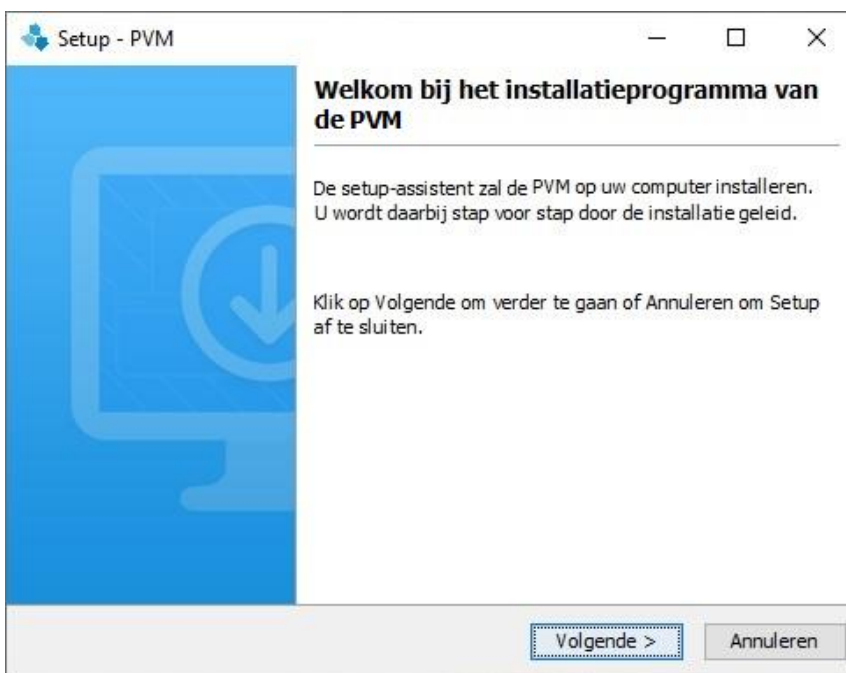 Setup - PVM
Welkom bij het installatieprogramma van
de PVM
De setup-assistent zal de PVM op uw computer installeren.
U wordt daarbij stap voor stap door de installatie geleid.
Klik op Volgende om verder te gaan of Annuleren om Setup
af te sluiten.
Volgende >
Annuleren